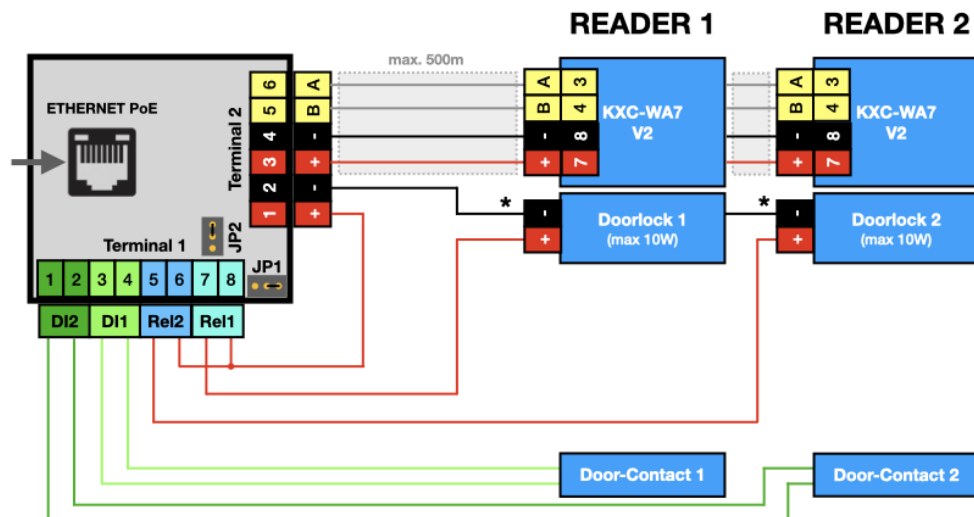 READER 1
READER 2
max. 500m
ETHERNET PoE
Terminal 2
6
5
4
3
2
1
A
B
-
+
-
+
A
B
-
+
3
4
8
7
KXC-WA7
V2
A
B
-
+
3
4
8
7
KXC-WA7
V2
*
-
+
Doorlock 1
(max 10W)
*
-
+
Doorlock 2
(max 10W)
JP2
Terminal 1
JP1
1 2 3 4 5 6 7 8
DI2 DI1 Rel2 Rel1
Door-Contact 1
Door-Contact 2